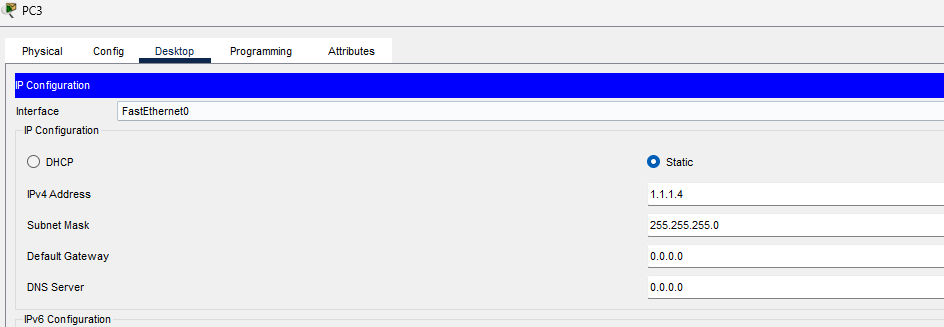 PC3
Physical Config Desktop Programming Attributes
IP Configuration
Interface FastEthernet0
IP Configuration
DHCP Static
IPv4 Address 1.1.1.4
Subnet Mask 255.255.255.0
Default Gateway 0.0.0.0
DNS Server 0.0.0.0
IPv6 Configuration